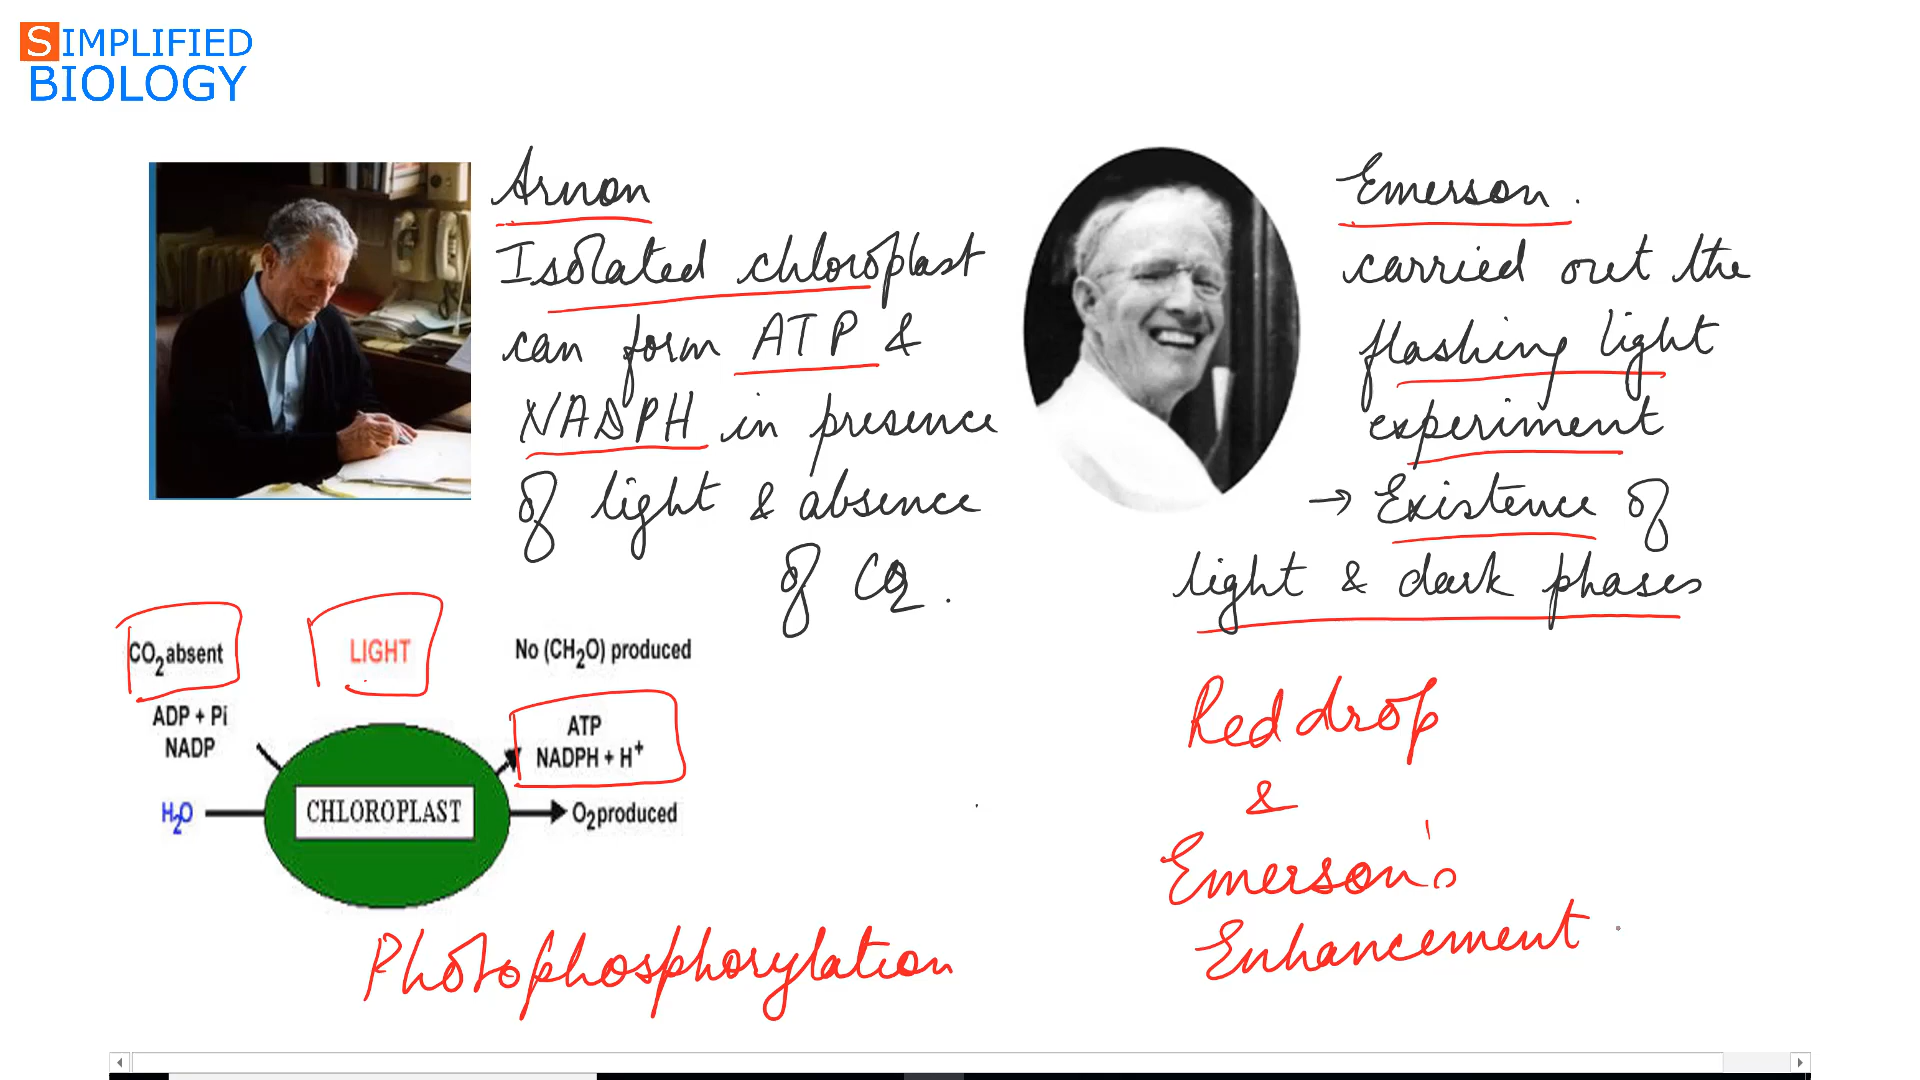 SIMPLIFIED
BIOLOGY
Arnon
Isolated chloroplast
can form ATP &
NADPH in presence
of light & absence
of CO2.
CO2 absent
LIGHT
No (CH2O) produced
ADP + Pi
NADP
ATP
NADPH + H+
H2O
CHLOROPLAST
O2 produced
Photophosphorylation
Emerson.
carried out the
flashing light
experiment
→ Existence of
light & dark phases
Red drop
&
Emerson's
Enhancement